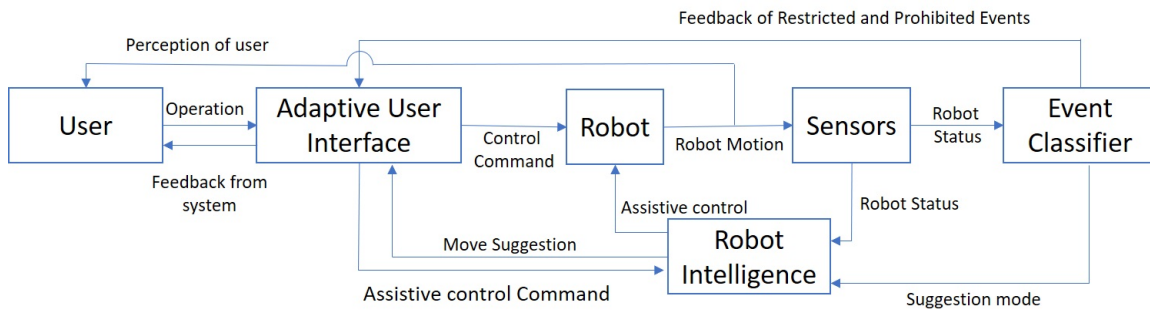 Feedback of Restricted and Prohibited Events
Perception of user
User
Operation
Feedback from
system
Adaptive User
Interface
Control
Command
Robot
Robot Motion
Sensors
Robot
Status
Event
Classifier
Assistive control
Robot Status
Move Suggestion
Robot
Intelligence
Assistive control Command
Suggestion mode